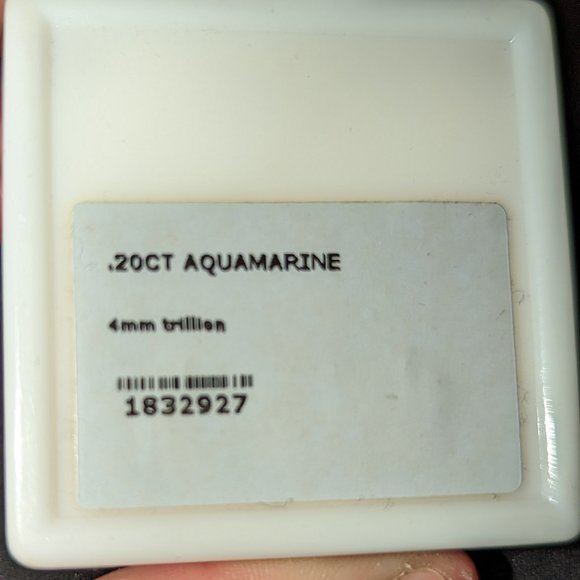 .20CT AQUAMARINE
4mm trillion
1832927